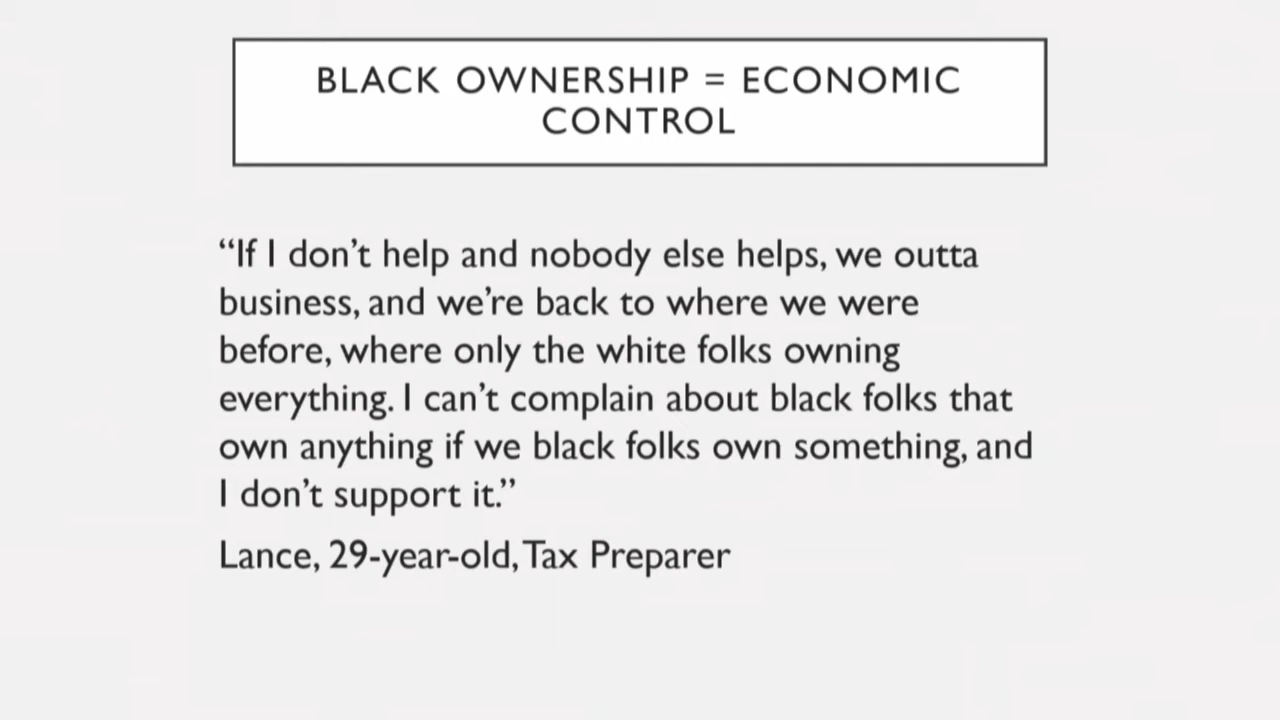 BLACK OWNERSHIP = ECONOMIC
CONTROL
“If I don’t help and nobody else helps, we outta
business, and we’re back to where we were
before, where only the white folks owning
everything. I can’t complain about black folks that
own anything if we black folks own something, and
I don’t support it.”
Lance, 29-year-old, Tax Preparer